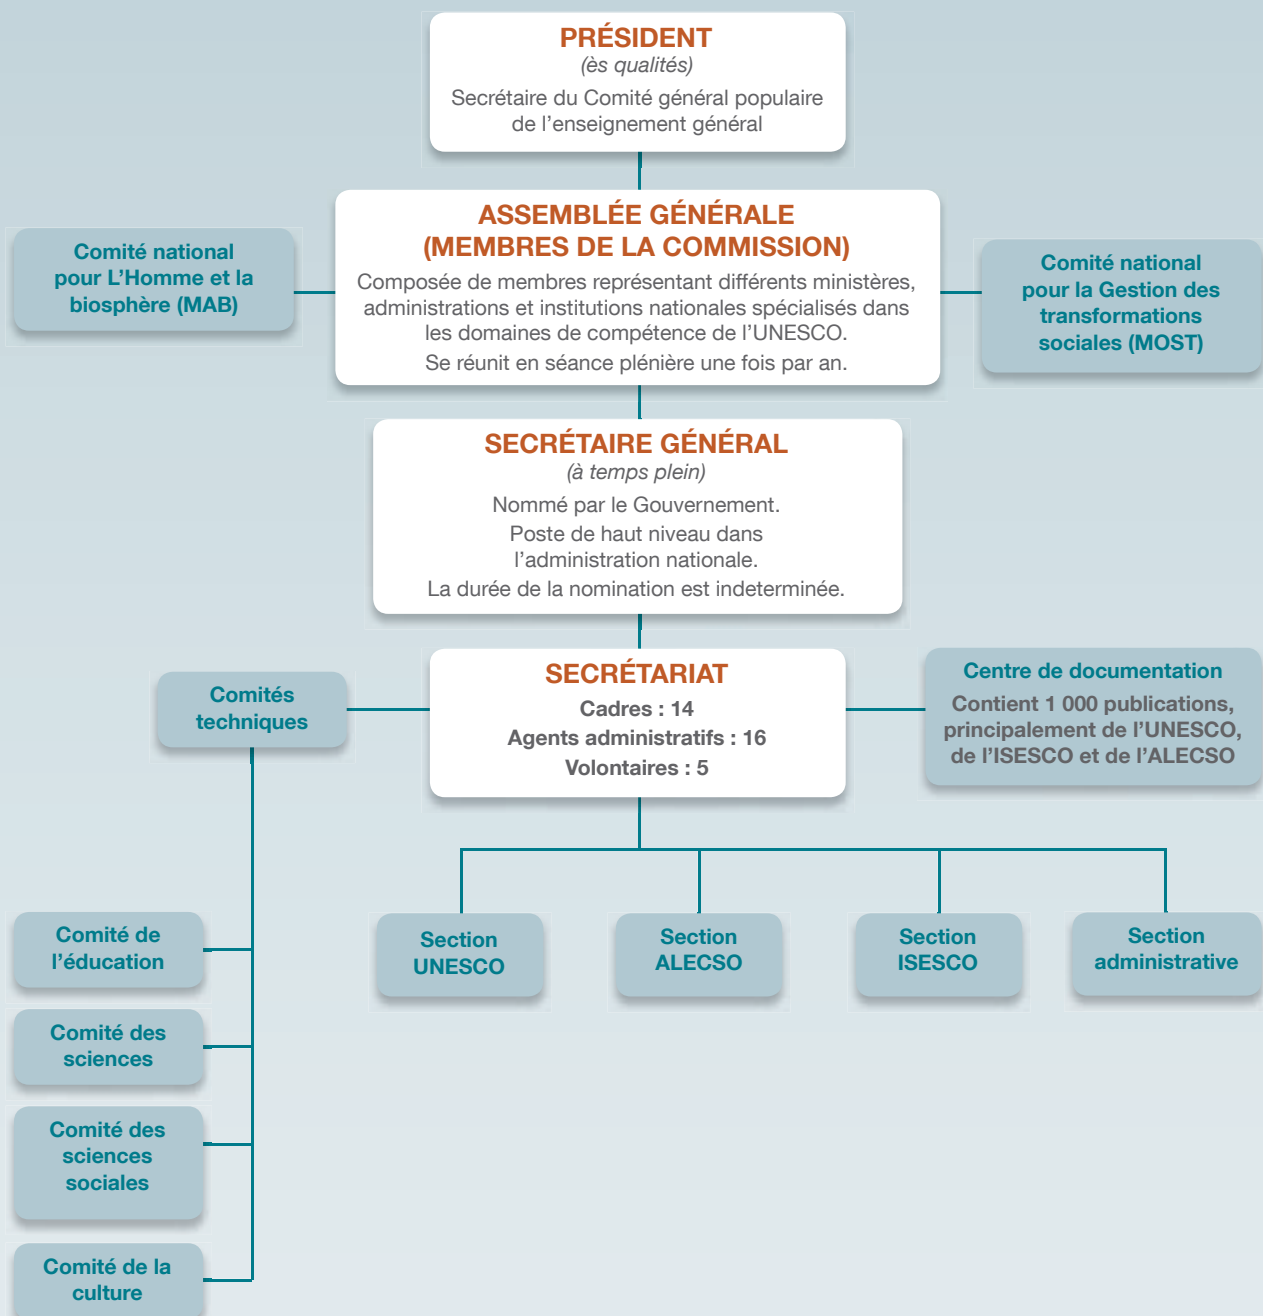 PRÉSIDENT
(ès qualités)
Secrétaire du Comité général populaire
de l’enseignement général
ASSEMBLÉE GÉNÉRALE
(MEMBRES DE LA COMMISSION)
Composée de membres représentant différents ministères,
administrations et institutions nationales spécialisés dans
les domaines de compétence de l’UNESCO.
Se réunit en séance plénière une fois par an.
Comité national
pour L’Homme et la
biosphère (MAB)
Comité national
pour la Gestion des
transformations
sociales (MOST)
SECRÉTAIRE GÉNÉRAL
(à temps plein)
Nommé par le Gouvernement.
Poste de haut niveau dans
l’administration nationale.
La durée de la nomination est indeterminée.
SECRÉTARIAT
Cadres : 14
Agents administratifs : 16
Volontaires : 5
Comités
techniques
Centre de documentation
Contient 1 000 publications,
principalement de l’UNESCO,
de l’ISESCO et de l’ALECSO
Comité de
l’éducation
Comité des
sciences
Comité des
sciences
sociales
Comité de la
culture
Section
UNESCO
Section
ALECSO
Section
ISESCO
Section
administrative